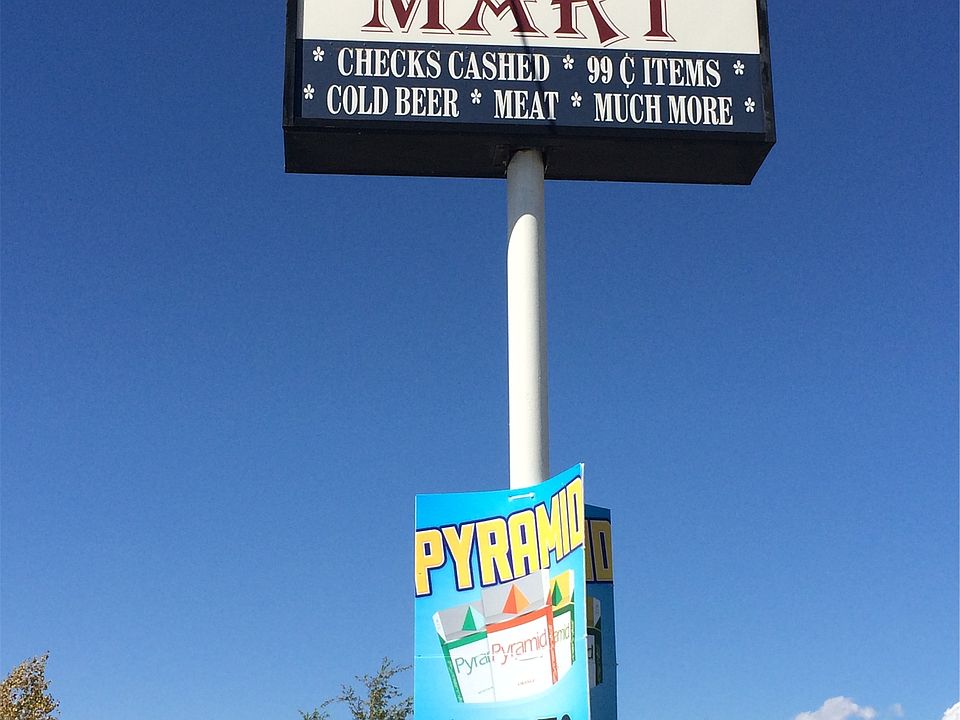 MART
* CHECKS CASHED * 99 ¢ ITEMS *
* COLD BEER * MEAT * MUCH MORE *
PYRAMID
Pyramid